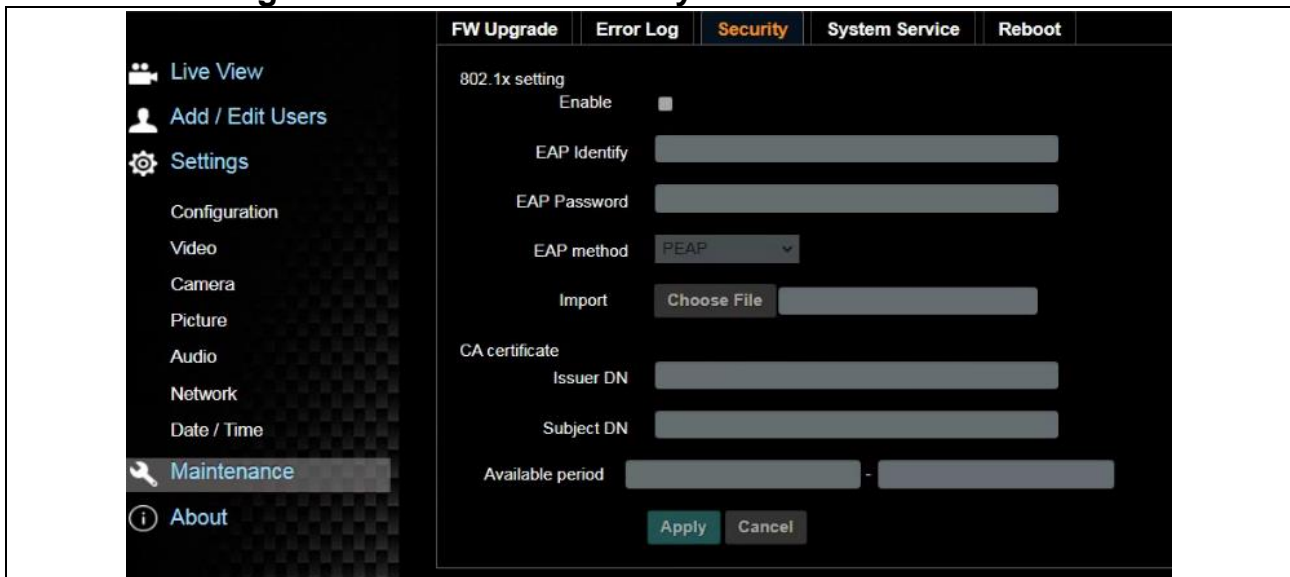 FW Upgrade Error Log Security System Service Reboot
Live View
Add / Edit Users
Settings
Configuration
Video
Camera
Picture
Audio
Network
Date / Time
Maintenance
About
802.1x setting
Enable
EAP Identify
EAP Password
EAP method PEAP
Import Choose File
CA certificate
Issuer DN
Subject DN
Available period -
Apply Cancel